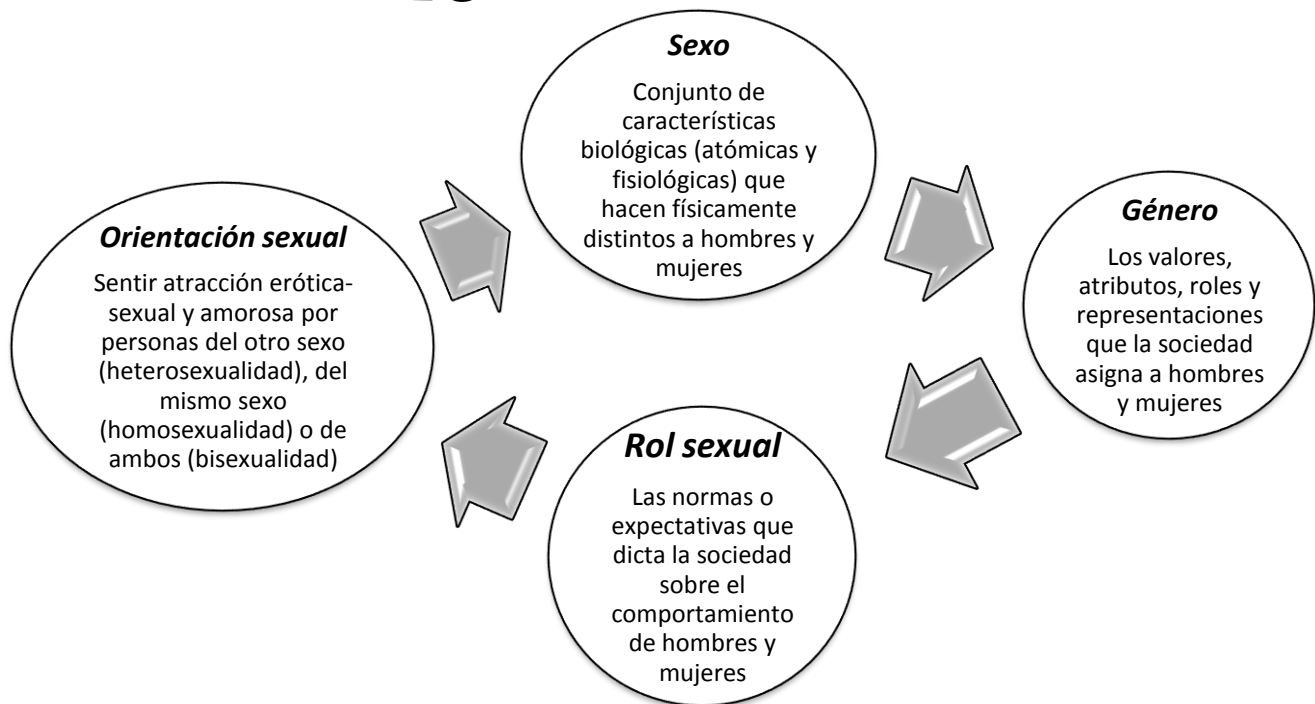 Sexo
Conjunto de
características
biológicas (atómicas y
fisiológicas) que
hacen físicamente
distintos a hombres y
mujeres
Género
Los valores,
atributos, roles y
representaciones
que la sociedad
asigna a hombres
y mujeres
Rol sexual
Las normas o
expectativas que
dicta la sociedad
sobre el
comportamiento
de hombres y
mujeres
Orientación sexual
Sentir atracción erótica-
sexual y amorosa por
personas del otro sexo
(heterosexualidad), del
mismo sexo
(homosexualidad) o de
ambos (bisexualidad)